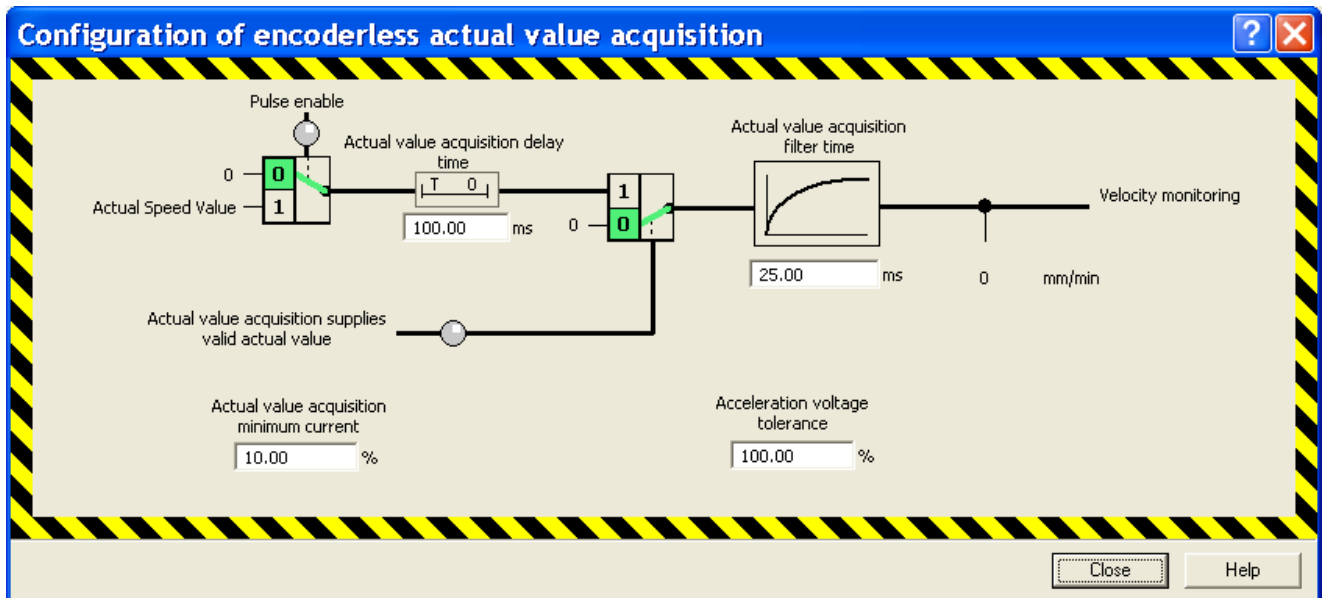 Configuration of encoderless actual value acquisition
?
Pulse enable
Actual value acquisition delay
time
Actual value acquisition
filter time
0
0
T 0
1
Velocity monitoring
Actual Speed Value
1
100.00
ms
0
0
25.00
ms
0
mm/min
Actual value acquisition supplies
valid actual value
Actual value acquisition
minimum current
10.00
%
Acceleration voltage
tolerance
100.00
%
Close
Help